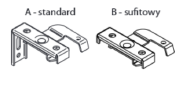 A - standard B - sufitowy